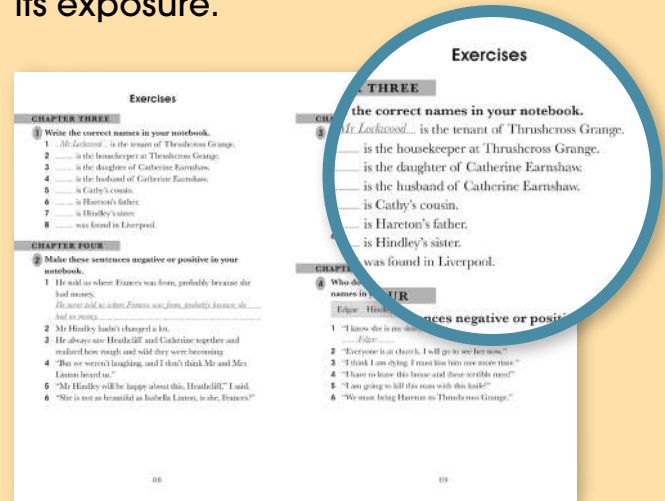 its exposure.
Exercises
CHAPTER THREE
1 Write the correct names in your notebook.
1 Mr Lockwood is the tenant of Thrushcross Grange.
2 ........ is the housekeeper at Thrushcross Grange.
3 ........ is the daughter of Catherine Earnshaw.
4 ........ is the husband of Catherine Earnshaw.
5 ........ is Cathy's cousin.
6 ........ is Hareton's father.
7 ........ is Hindley's sister.
8 ........ was found in Liverpool.
CHAPTER FOUR
2 Make these sentences negative or positive in your
notebook.
1 He told us where Frances was from, probably because she
had money.
He never told us where Frances was from, probably because she
had no money.
2 Mr Hindley hadn't changed a lot.
3 He always saw Heathcliff and Catherine together and
realized how rough and wild they were becoming.
4 "But we weren't laughing, and I don't think Mr and Mrs
Linton heard us."
5 "Mr Hindley will be happy about this, Heathcliff," I said.
6 "She is not as beautiful as Isabella Linton, is she, Frances?"
Exercises
THREE
the correct names in your notebook.
Mr Lockwood is the tenant of Thrushcross Grange.
is the housekeeper at Thrushcross Grange.
is the daughter of Catherine Earnshaw.
is the husband of Catherine Earnshaw.
is Cathy's cousin.
is Hareton's father.
is Hindley's sister.
was found in Liverpool.
UR
nces negative or posit
3
4 Who do
names in y
Edgar
1 "I know she is my
Edgar
2 "Everyone is at church. I will go to see her now."
3 "I think I am dying. I must kiss him one more time."
4 "I have to leave this house and these terrible men!"
5 "I am going to kill this man with this knife!"
6 "We must bring Hareton to Thrushcross Grange."